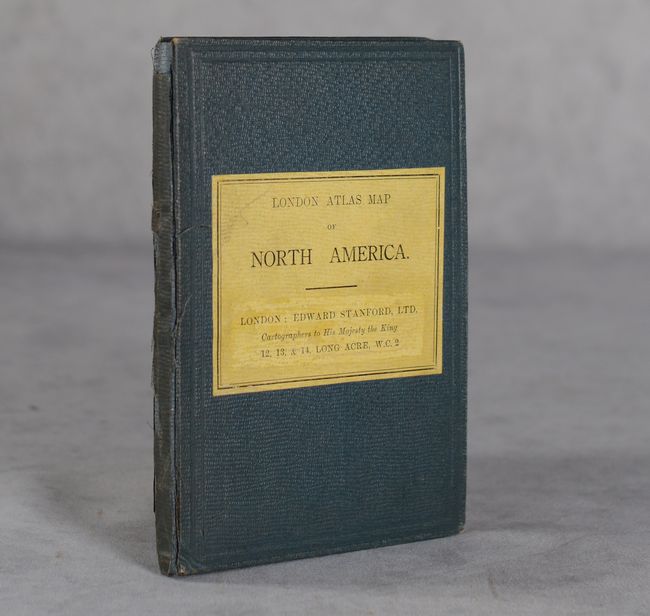 LONDON ATLAS MAP
OF
NORTH AMERICA.
LONDON: EDWARD STANFORD, LTD.
Cartographers to His Majesty the King
12, 13, & 14, LONG ACRE, W.C. 2